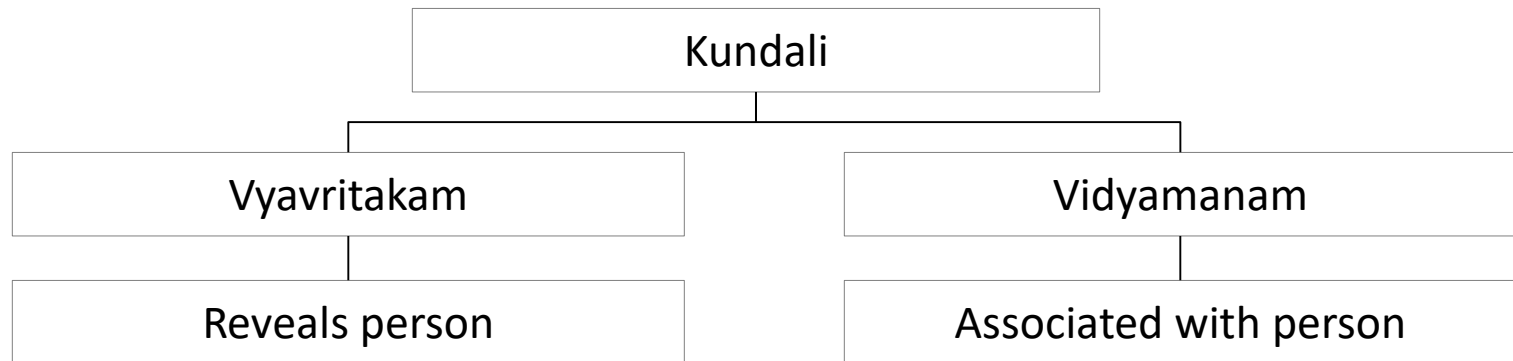 Kundali
Vyavritakam
Vidyamanam
Reveals person
Associated with person